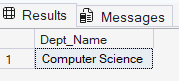 Results Messages
Dept_Name
1 Computer Science